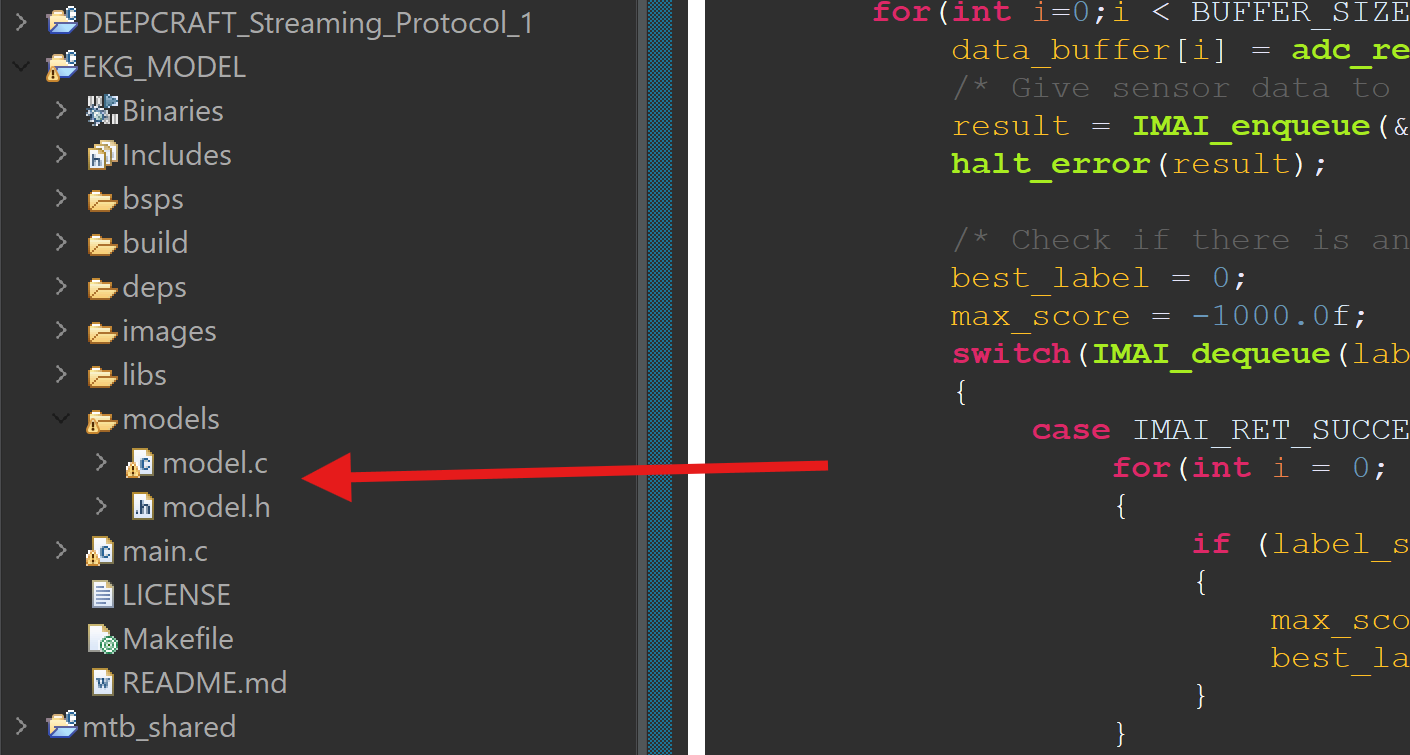 DEEPCRAFT_Streaming_Protocol_1
EKG_MODEL
Binaries
Includes
bsps
build
deps
images
libs
models
model.c
model.h
main.c
LICENSE
Makefile
README.md
mtb_shared
for(int i=0;i < BUFFER_SIZE
data_buffer[i] = adc_re
/* Give sensor data to
result = IMAI_enqueue(&
halt_error(result);
/* Check if there is an
best_label = 0;
max_score = -1000.0f;
switch(IMAI_dequeue(lab
{
case IMAI_RET_SUCCE
for(int i = 0;
{
if (label_s
{
max_sco
best_la
}
}